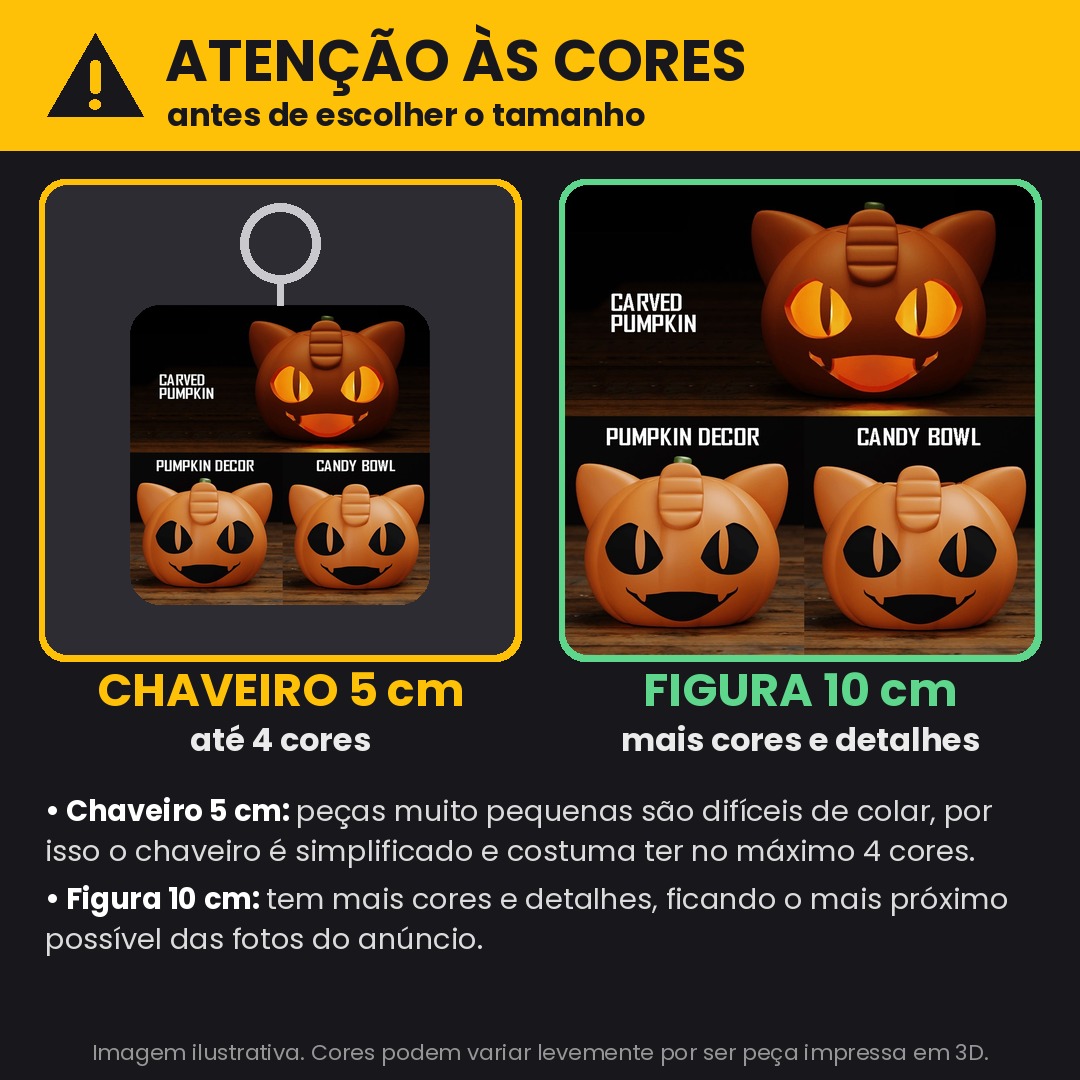 ATENÇÃO ÀS CORES
antes de escolher o tamanho
CARVED
PUMPKIN
PUMPKIN DECOR
CANDY BOWL
CARVED
PUMPKIN
PUMPKIN DECOR
CANDY BOWL
CHAVEIRO 5 cm
até 4 cores
FIGURA 10 cm
mais cores e detalhes
• Chaveiro 5 cm: peças muito pequenas são difíceis de colar, por
isso o chaveiro é simplificado e costuma ter no máximo 4 cores.
• Figura 10 cm: tem mais cores e detalhes, ficando o mais próximo
possível das fotos do anúncio.
Imagem ilustrativa. Cores podem variar levemente por ser peça impressa em 3D.